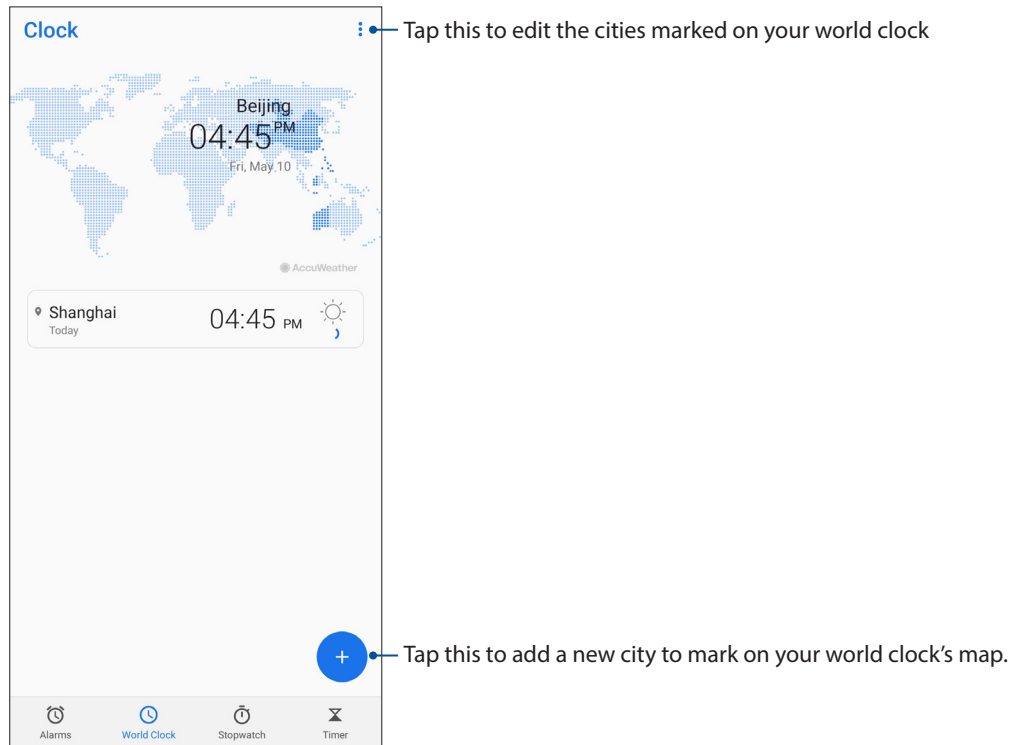 Clock
Tap this to edit the cities marked on your world clock
Beijing
04:45 PM
Fri, May 10
AccuWeather
Shanghai
Today
04:45 PM
+
Tap this to add a new city to mark on your world clock’s map.
Alarms
World Clock
Stopwatch
Timer